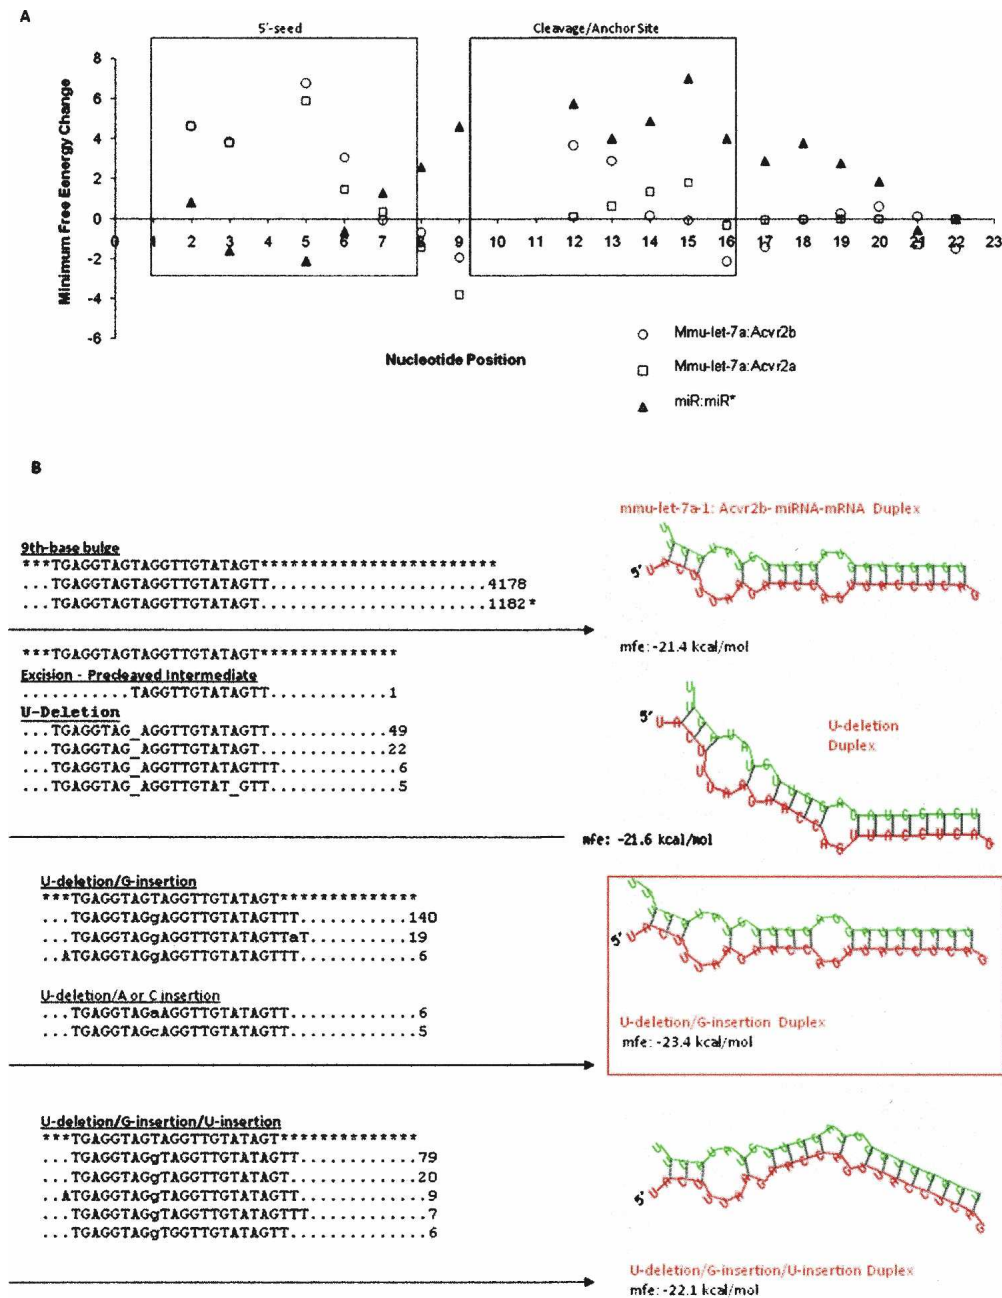 A
5'-seed
Cleavage/Anchor Site
Minimum Free Eenergy Change
8
6
4
2
0
-2
-4
-6
0 1 2 3 4 5 6 7 8 9 10 11 12 13 14 15 16 17 18 19 20 21 22 23
Nucleotide Position
Mmu-let-7a:Acvr2b
Mmu-let-7a:Acvr2a
miR:miR*
B
mmu-let-7a-1: Acvr2b- miRNA-mRNA Duplex
9th-base bulge
***TGAGGTAGTAGGTTGTATAGT************************
...TGAGGTAGTAGGTTGTATAGTT.......................4178
...TGAGGTAGTAGGTTGTATAGT........................1182*
5'
mfe: -21.4 kcal/mol
***TGAGGTAGTAGGTTGTATAGT**************
Excision - Precleaved Intermediate
...........TAGGTTGTATAGTT............1
U-Deletion
...TGAGGTAG_AGGTTGTATAGTT............49
...TGAGGTAG_AGGTTGTATAGT.............22
...TGAGGTAG_AGGTTGTATAGTTT...........6
...TGAGGTAG_AGGTTGTAT_GTT............5
5'
U-deletion
Duplex
mfe: -21.6 kcal/mol
U-deletion/G-insertion
***TGAGGTAGTAGGTTGTATAGT**************
...TGAGGTAGgAGGTTGTATAGTTT...........140
...TGAGGTAGgAGGTTGTATAGTTaT..........19
..ATGAGGTAGgAGGTTGTATAGTTT...........6
U-deletion/A or C insertion
...TGAGGTAGaAGGTTGTATAGTT............6
...TGAGGTAGcAGGTTGTATAGTT............5
5'
U-deletion/G-insertion Duplex
mfe: -23.4 kcal/mol
U-deletion/G-insertion/U-insertion
***TGAGGTAGTAGGTTGTATAGT**************
...TGAGGTAGgTAGGTTGTATAGTT............79
...TGAGGTAGgTAGGTTGTATAGT.............20
..ATGAGGTAGgTAGGTTGTATAGTT............9
...TGAGGTAGgTAGGTTGTATAGTTT...........7
...TGAGGTAGgTGGTTGTATAGTT.............6
5'
U-deletion/G-insertion/U-insertion Duplex
mfe: -22.1 kcal/mol